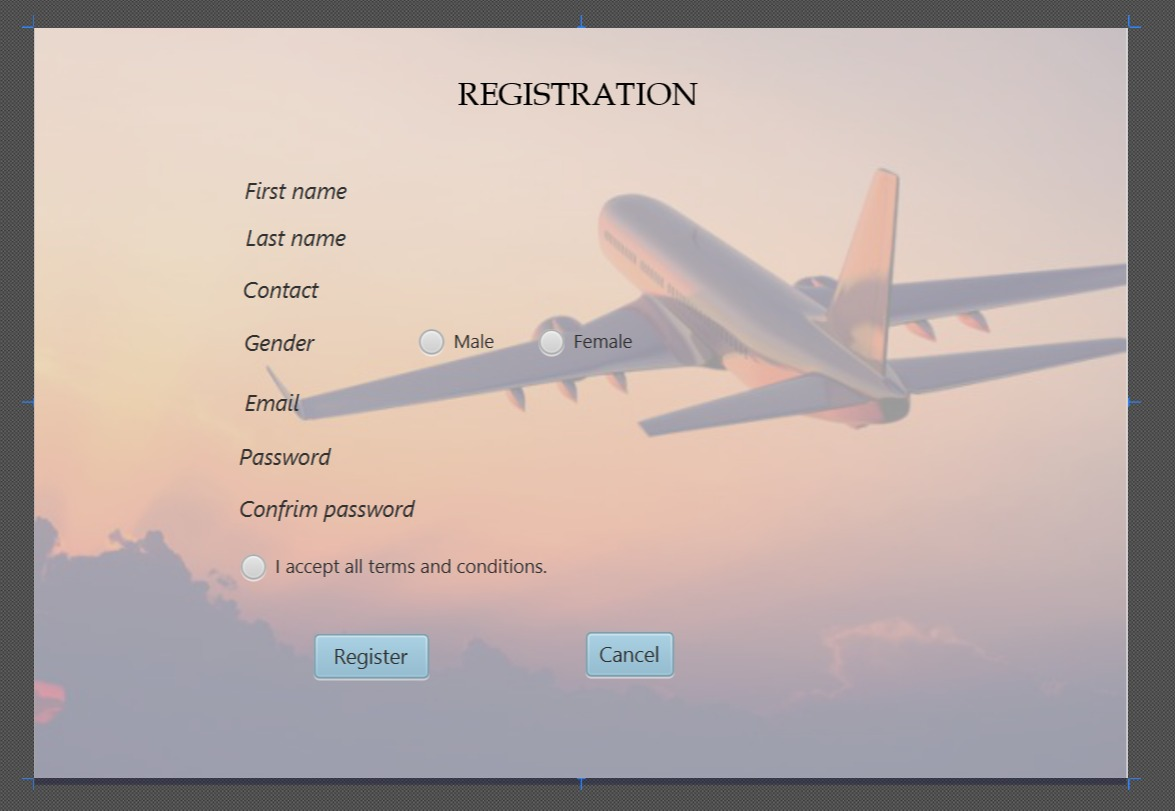 REGISTRATION
First name
Last name
Contact
Gender Male Female
Email
Password
Confrim password
I accept all terms and conditions.
Register Cancel